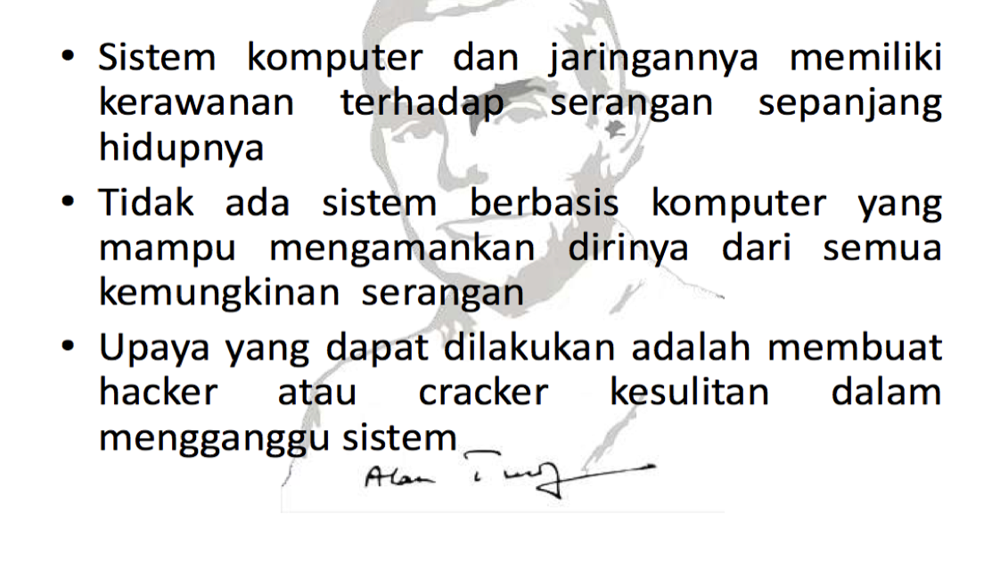 • Sistem komputer dan jaringannya memiliki
kerawanan terhadap serangan sepanjang
hidupnya
• Tidak ada sistem berbasis komputer yang
mampu mengamankan dirinya dari semua
kemungkinan serangan
• Upaya yang dapat dilakukan adalah membuat
hacker atau cracker kesulitan dalam
mengganggu sistem
Alan Turing